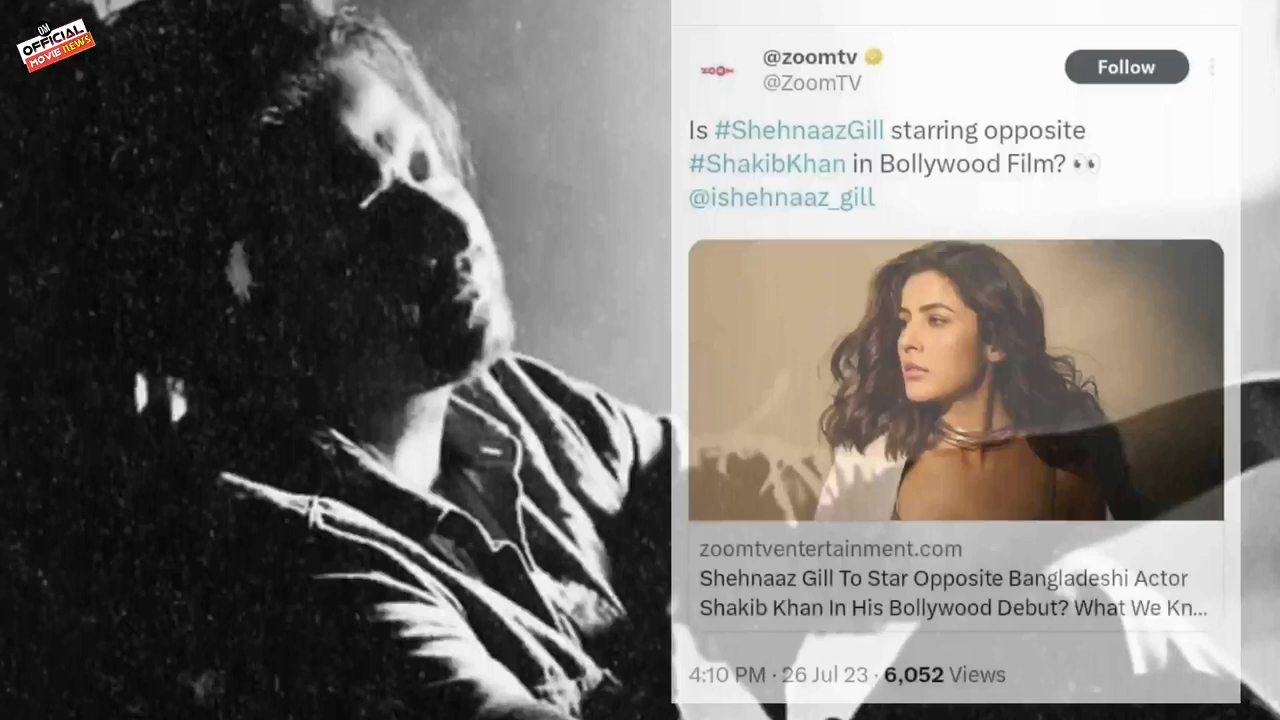 OM
OFFICIAL
MOVIE NEWS
@zoomtv
@ZoomTV
Follow
ZOOM
Is #ShehnaazGill starring opposite
#ShakibKhan in Bollywood Film? 👀
@ishehnaaz_gill
zoomtventertainment.com
Shehnaaz Gill To Star Opposite Bangladeshi Actor
Shakib Khan In His Bollywood Debut? What We Kn...
4:10 PM · 26 Jul 23 · 6,052 Views